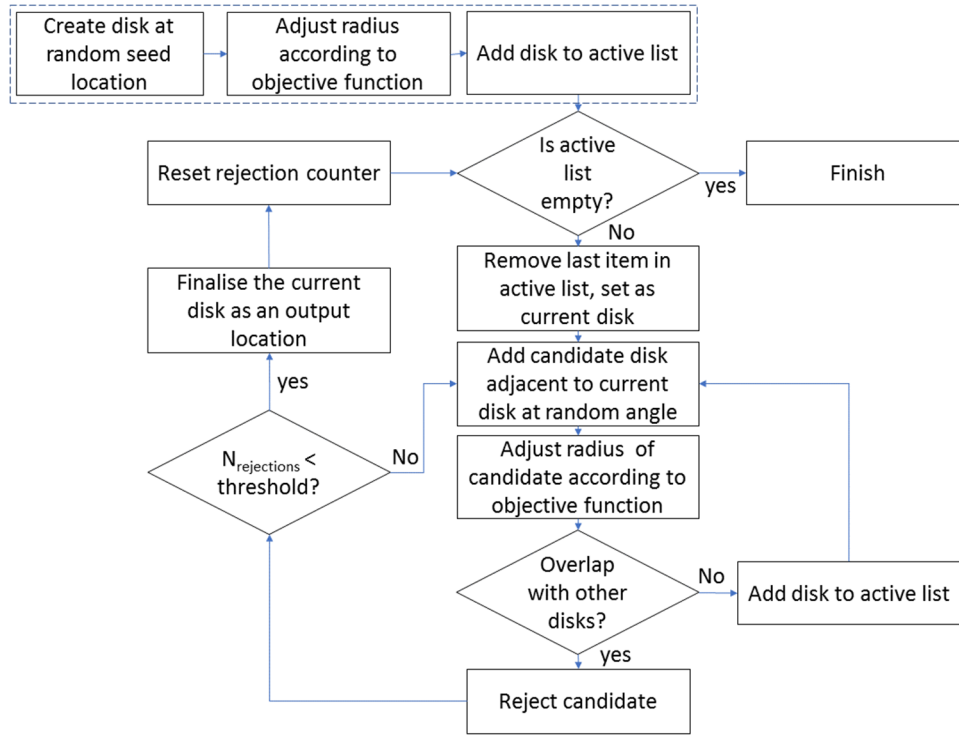 Create disk at
random seed
location
Adjust radius
according to
objective function
Add disk to active list
Is active
list
empty?
yes
Finish
Reset rejection counter
No
Remove last item in
active list, set as
current disk
Finalise the current
disk as an output
location
Add candidate disk
adjacent to current
disk at random angle
yes
N_rejections <
threshold?
No
Adjust radius of
candidate according to
objective function
Overlap
with other
disks?
No
Add disk to active list
yes
Reject candidate